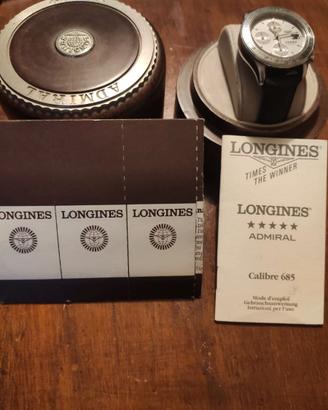 ADMIRAL
LONGINES
LONGINES
LONGINES
LONGINES®
TIMES
THE WINNER
LONGINES®
★★★★★
ADMIRAL
Calibre 685
Mode d'emploi
Gebrauchsanweisung
Istruzioni per l'uso